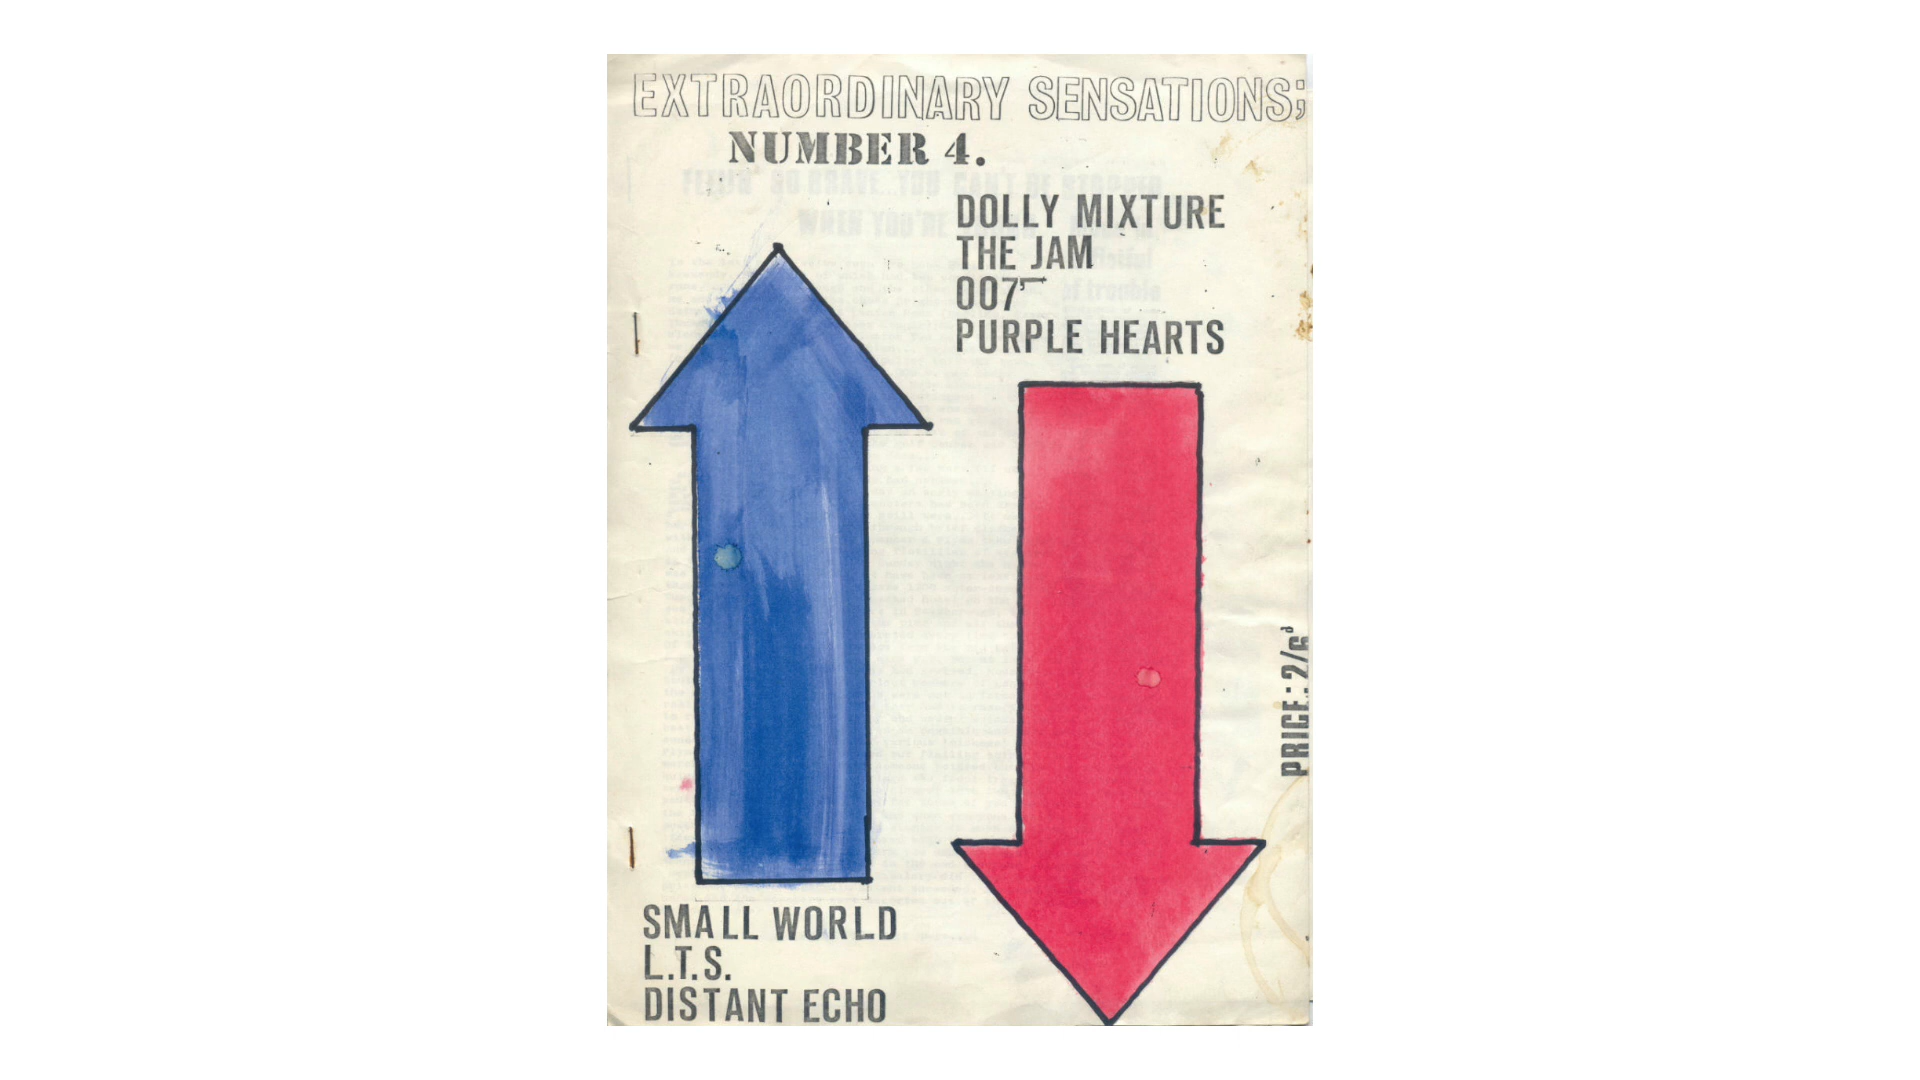 EXTRAORDINARY SENSATIONS;
NUMBER 4.
DOLLY MIXTURE
THE JAM
007
PURPLE HEARTS
PRICE: 2/6d
SMALL WORLD
L.T.S.
DISTANT ECHO